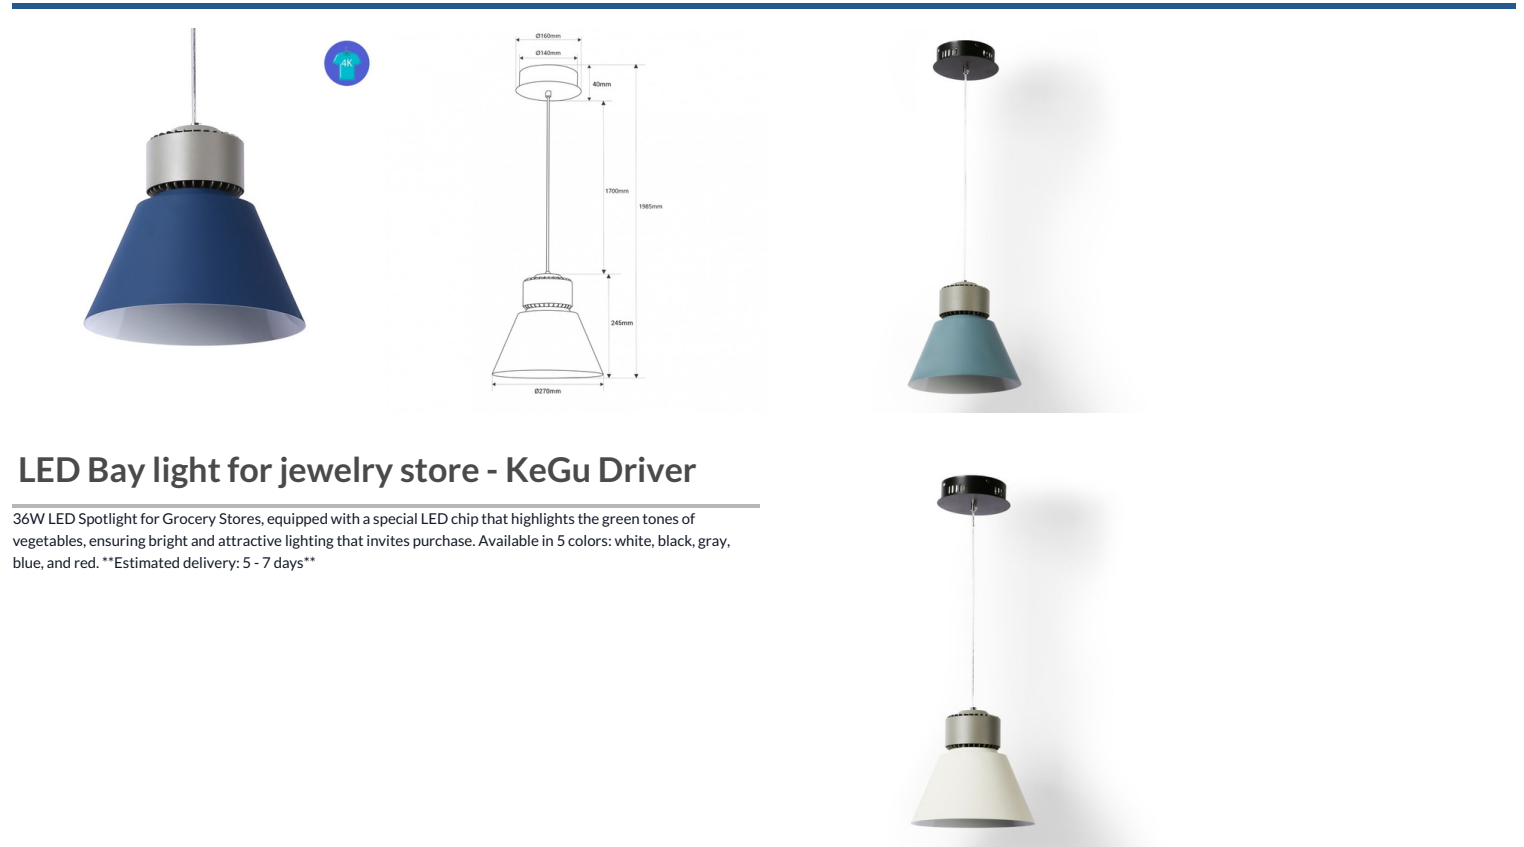 4K
Ø160mm
Ø140mm
40mm
1700mm
1985mm
245mm
Ø270mm
LED Bay light for jewelry store - KeGu Driver
36W LED Spotlight for Grocery Stores, equipped with a special LED chip that highlights the green tones of
vegetables, ensuring bright and attractive lighting that invites purchase. Available in 5 colors: white, black, gray,
blue, and red. **Estimated delivery: 5 - 7 days**